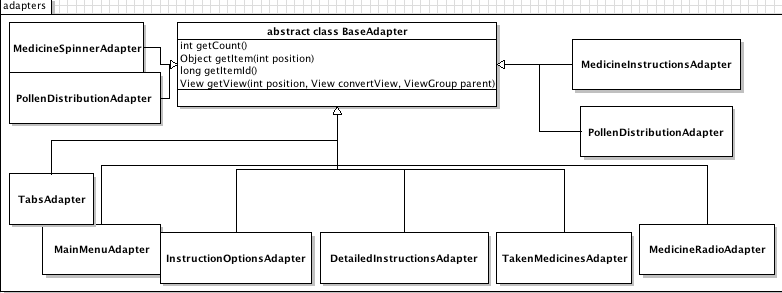 adapters
abstract class BaseAdapter
int getCount()
Object getItem(int position)
long getItemId()
View getView(int position, View convertView, ViewGroup parent)
MedicineSpinnerAdapter
PollenDistributionAdapter
MedicineInstructionsAdapter
PollenDistributionAdapter
TabsAdapter
MainMenuAdapter
InstructionOptionsAdapter
DetailedInstructionsAdapter
TakenMedicinesAdapter
MedicineRadioAdapter